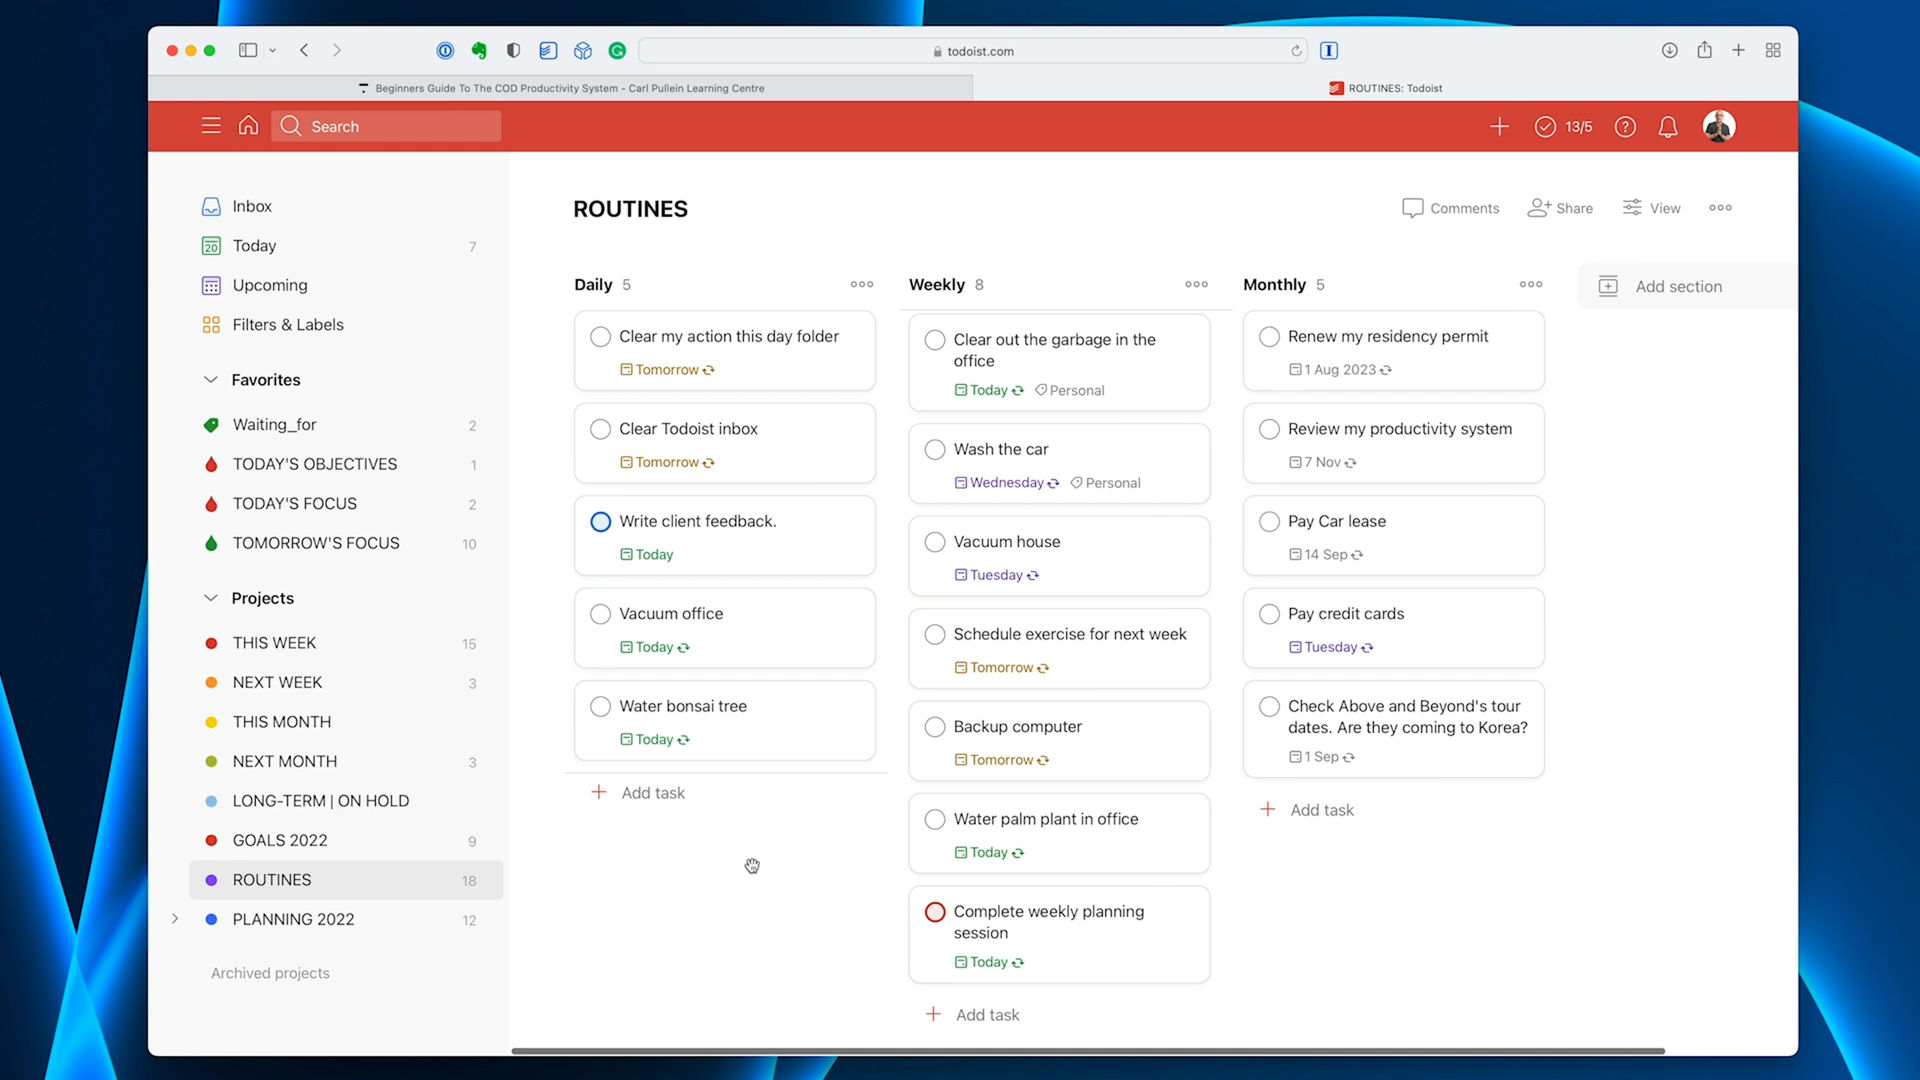 todoist.com
Beginners Guide To The COD Productivity System - Carl Pullein Learning Centre
ROUTINES: Todoist
Search
13/5
Inbox
20
Today
7
Upcoming
Filters & Labels
Favorites
Waiting_for
2
TODAY'S OBJECTIVES
1
TODAY'S FOCUS
2
TOMORROW'S FOCUS
10
Projects
THIS WEEK
15
NEXT WEEK
3
THIS MONTH
NEXT MONTH
3
LONG-TERM | ON HOLD
GOALS 2022
9
ROUTINES
18
PLANNING 2022
12
Archived projects
ROUTINES
Comments
Share
View
Daily 5
Clear my action this day folder
Tomorrow
Clear Todoist inbox
Tomorrow
Write client feedback.
Today
Vacuum office
Today
Water bonsai tree
Today
Add task
Weekly 8
Clear out the garbage in the
office
Today Personal
Wash the car
Wednesday Personal
Vacuum house
Tuesday
Schedule exercise for next week
Tomorrow
Backup computer
Tomorrow
Water palm plant in office
Today
Complete weekly planning
session
Today
Add task
Monthly 5
Renew my residency permit
1 Aug 2023
Review my productivity system
7 Nov
Pay Car lease
14 Sep
Pay credit cards
Tuesday
Check Above and Beyond's tour
dates. Are they coming to Korea?
1 Sep
Add task
Add section